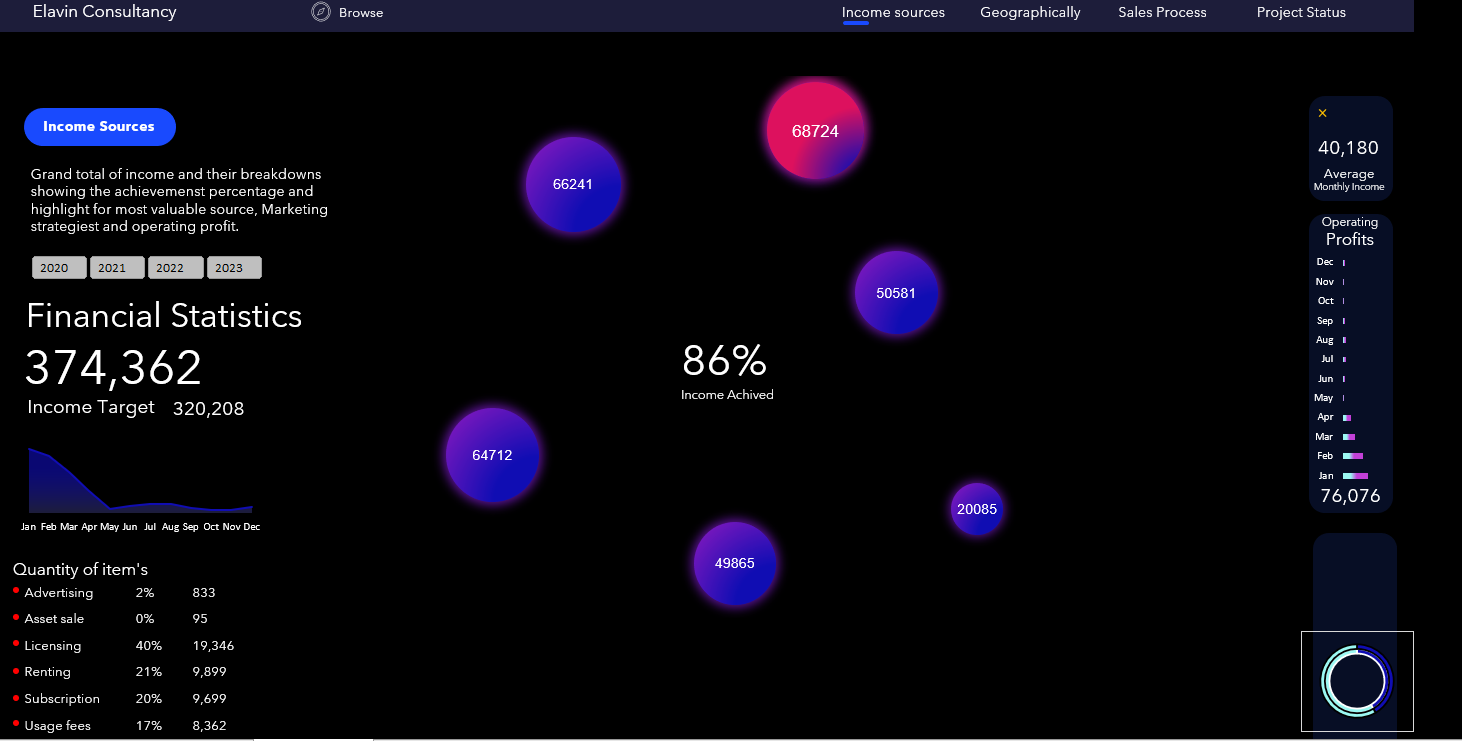 Elavin Consultancy
Browse
Income sources
Geographically
Sales Process
Project Status
Income Sources
Grand total of income and their breakdowns
showing the achievemenst percentage and
highlight for most valuable source, Marketing
strategiest and operating profit.
2020 2021 2022 2023
Financial Statistics
374,362
Income Target 320,208
Jan Feb Mar Apr May Jun Jul Aug Sep Oct Nov Dec
Quantity of item's
Advertising 2% 833
Asset sale 0% 95
Licensing 40% 19,346
Renting 21% 9,899
Subscription 20% 9,699
Usage fees 17% 8,362
68724
66241
50581
86%
Income Achived
64712
20085
49865
×
40,180
Average
Monthly Income
Operating
Profits
Dec
Nov
Oct
Sep
Aug
Jul
Jun
May
Apr
Mar
Feb
Jan
76,076